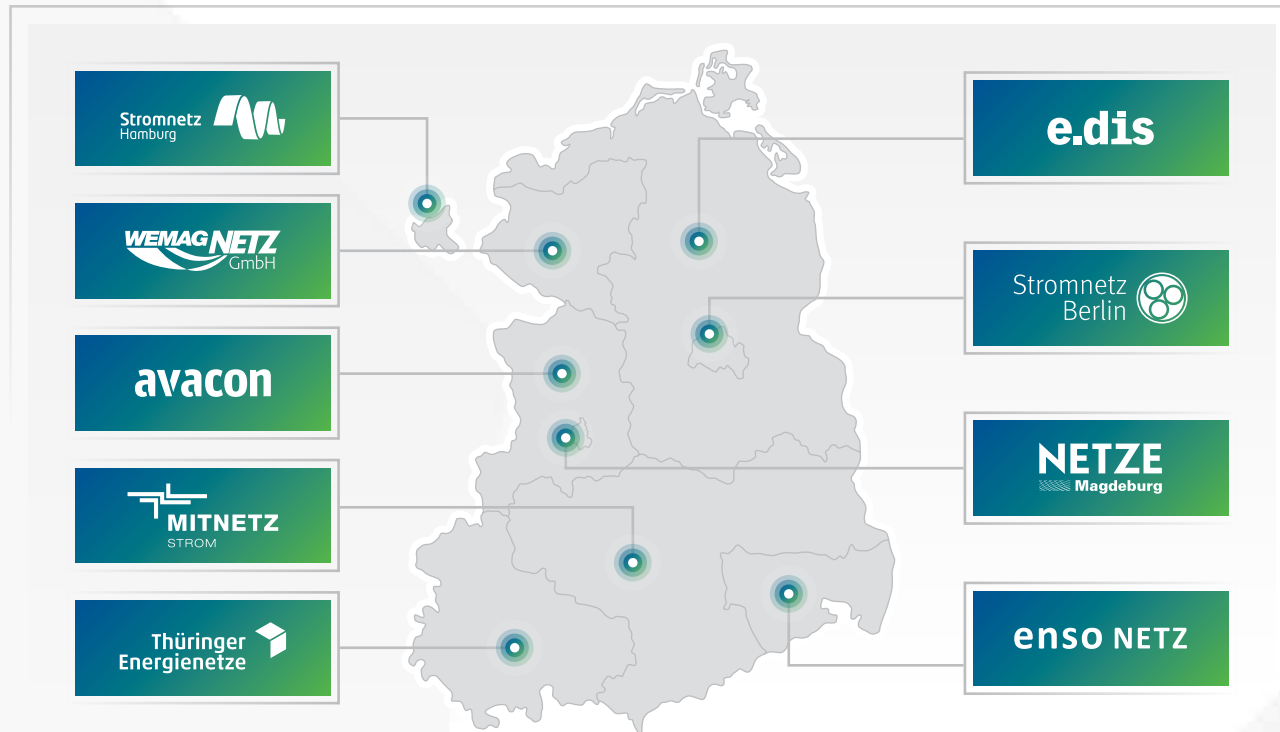 Stromnetz
Hamburg
WEMAG NETZ
GmbH
avacon
MITNETZ
STROM
Thüringer
Energienetze
e.dis
Stromnetz
Berlin
NETZE
Magdeburg
enso NETZ